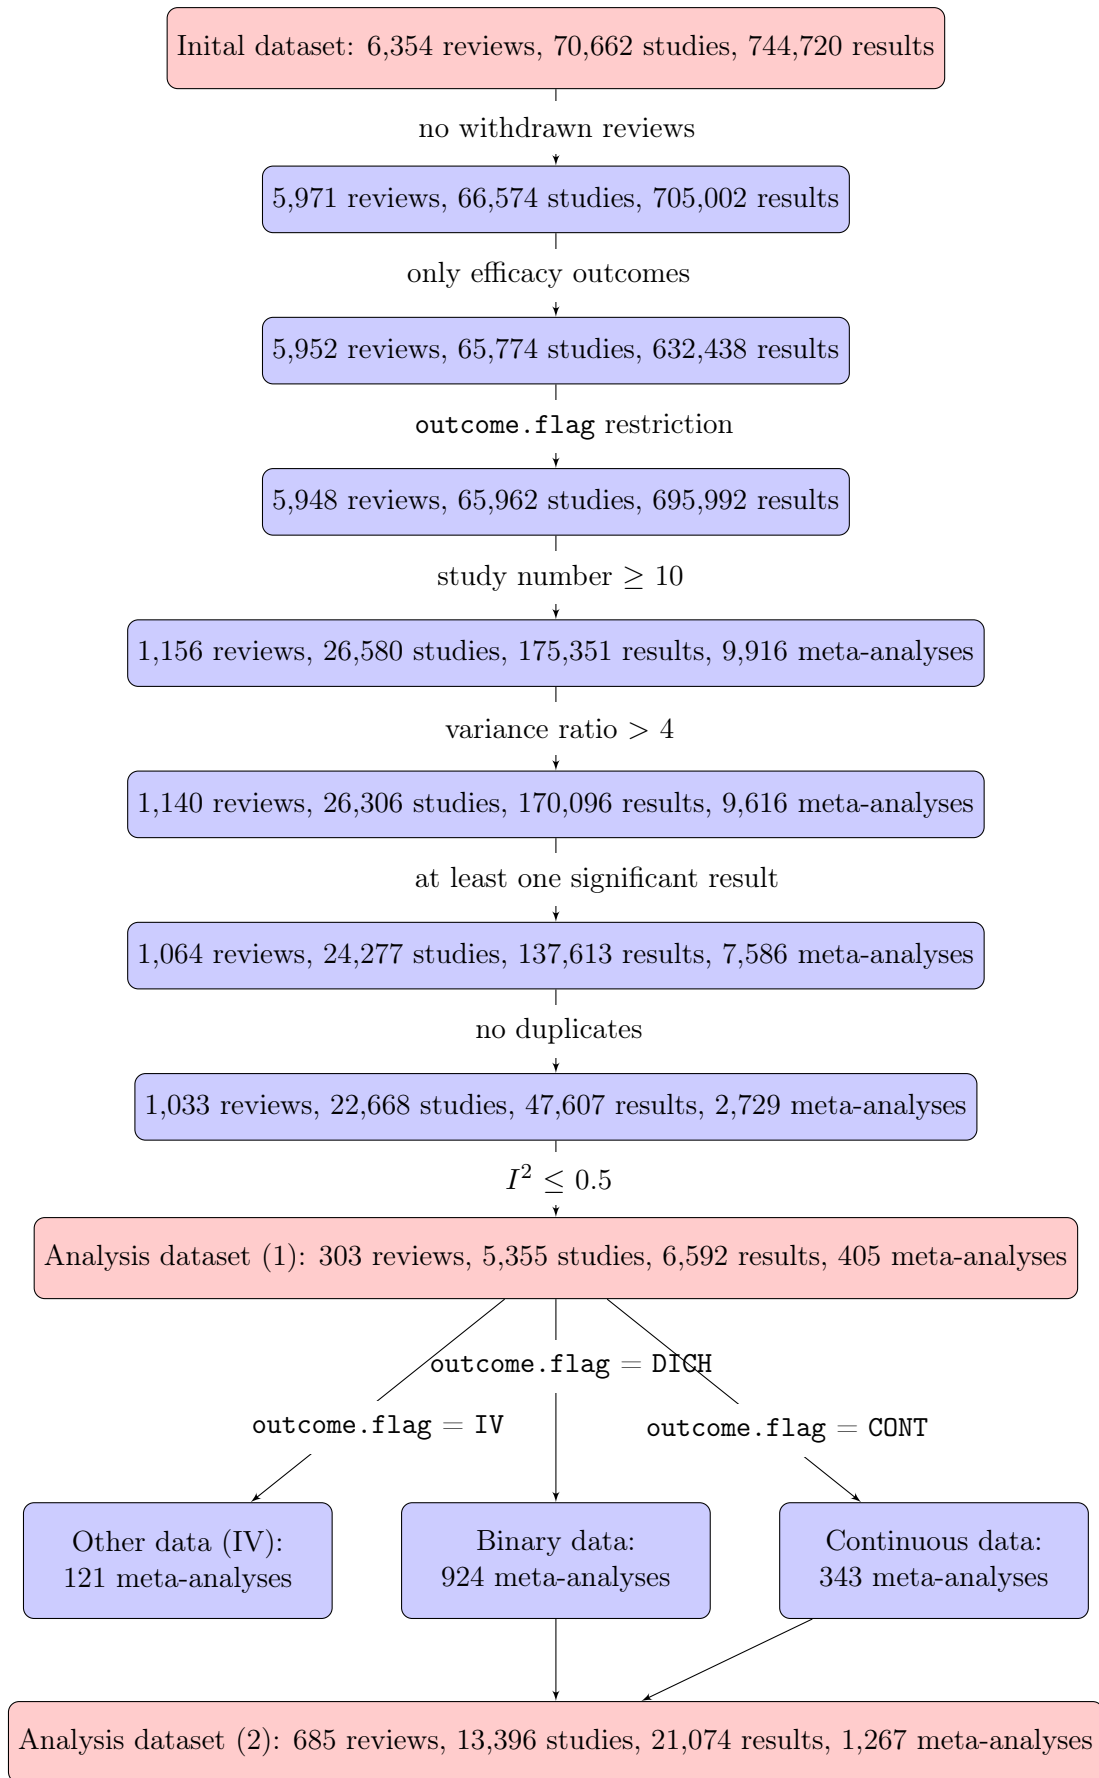 Inital dataset: 6,354 reviews, 70,662 studies, 744,720 results
no withdrawn reviews
5,971 reviews, 66,574 studies, 705,002 results
only efficacy outcomes
5,952 reviews, 65,774 studies, 632,438 results
outcome.flag restriction
5,948 reviews, 65,962 studies, 695,992 results
study number ≥ 10
1,156 reviews, 26,580 studies, 175,351 results, 9,916 meta-analyses
variance ratio > 4
1,140 reviews, 26,306 studies, 170,096 results, 9,616 meta-analyses
at least one significant result
1,064 reviews, 24,277 studies, 137,613 results, 7,586 meta-analyses
no duplicates
1,033 reviews, 22,668 studies, 47,607 results, 2,729 meta-analyses
I² ≤ 0.5
Analysis dataset (1): 303 reviews, 5,355 studies, 6,592 results, 405 meta-analyses
outcome.flag = DICH
outcome.flag = IV
outcome.flag = CONT
Other data (IV):
121 meta-analyses
Binary data:
924 meta-analyses
Continuous data:
343 meta-analyses
Analysis dataset (2): 685 reviews, 13,396 studies, 21,074 results, 1,267 meta-analyses